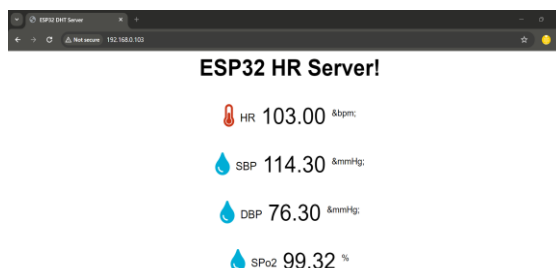 ESP32 DHT Server
Not secure 192.168.0.103
ESP32 HR Server!
HR 103.00 &bpm;
SBP 114.30 &mmHg;
DBP 76.30 &mmHg;
SPo2 99.32 %